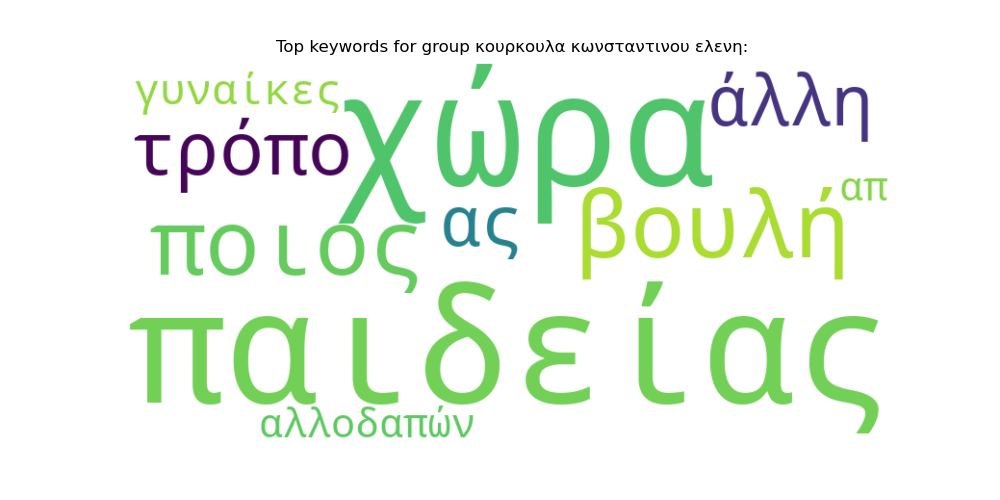 Top keywords for group κουρκουλα κωνσταντινου ελενη:
γυναίκες
χώρα
άλλη
τρόπο
απ
ποιος
ας
βουλή
παιδείας
αλλοδαπών